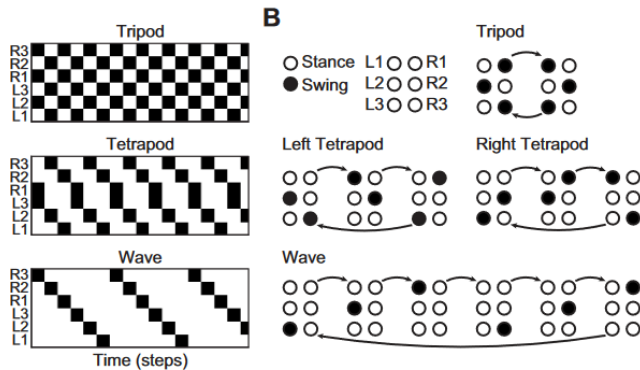 Tripod
R3
R2
R1
L3
L2
L1
Tetrapod
R3
R2
R1
L3
L2
L1
Wave
R3
R2
R1
L3
L2
L1
Time (steps)
B
Stance
Swing
L1 R1
L2 R2
L3 R3
Tripod
Left Tetrapod
Right Tetrapod
Wave